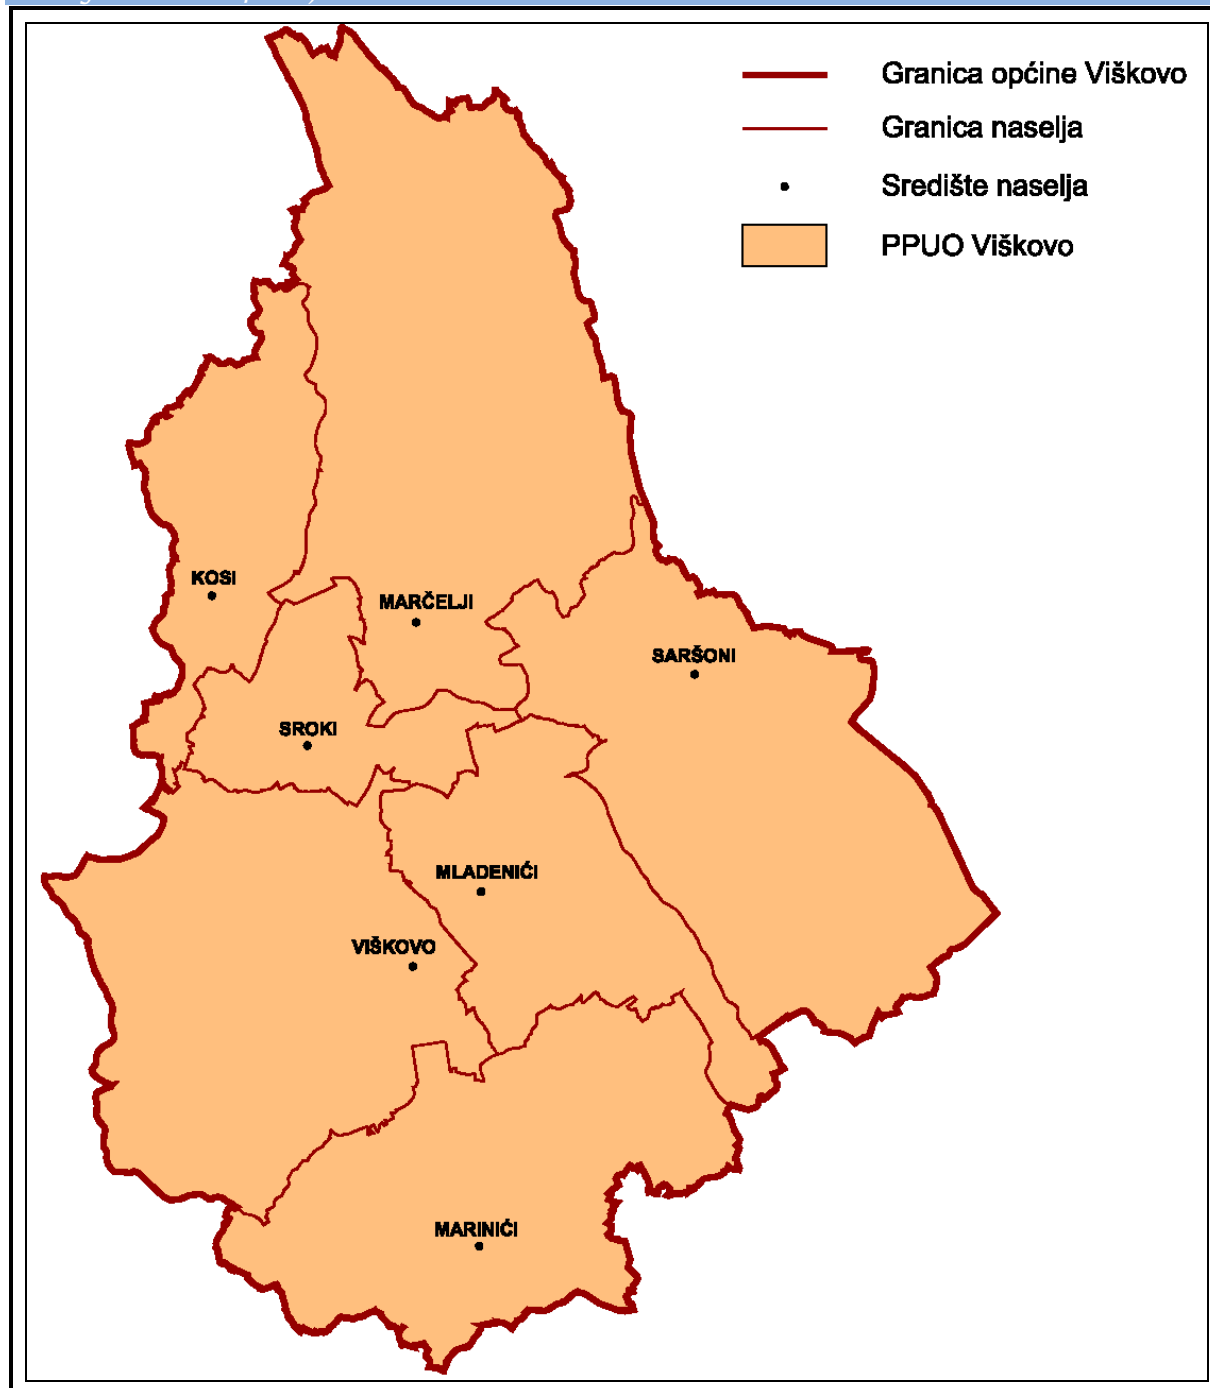 Granica općine Viškovo
Granica naselja
Središte naselja
PPUO Viškovo
KOSI
MARČELJI
SARŠONI
SROKI
MLADENIĆI
VIŠKOVO
MARINIĆI